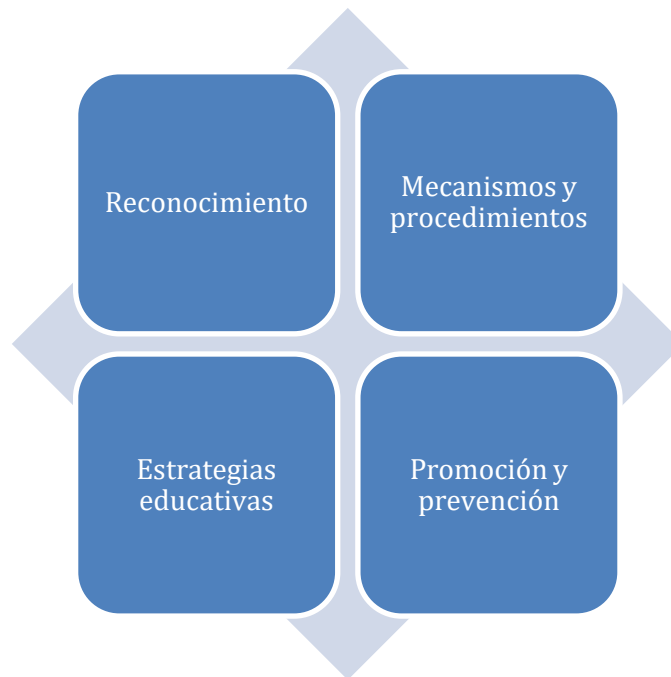 Reconocimiento
Mecanismos y
procedimientos
Estrategias
educativas
Promoción y
prevención